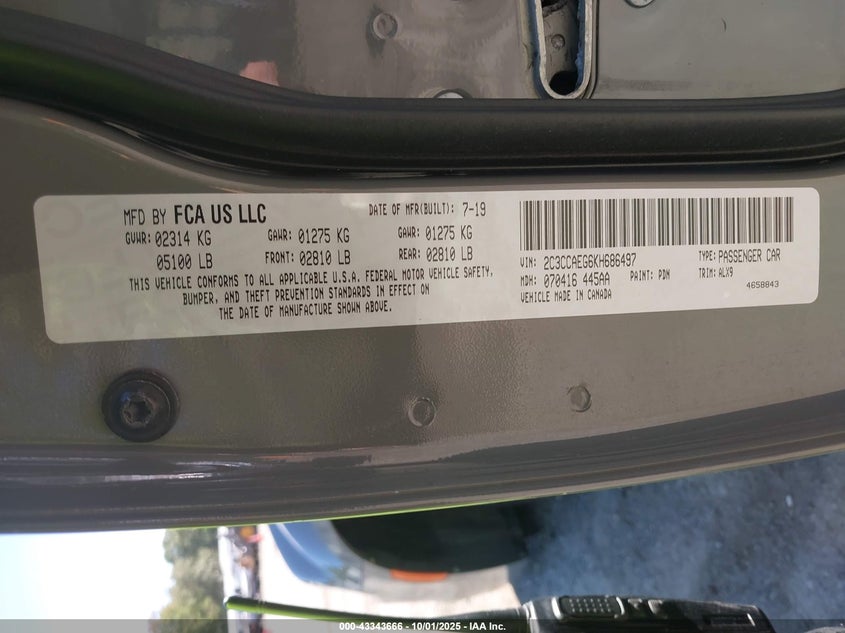 MFD BY FCA US LLC DATE OF MFR(BUILT): 7-19
GVWR: 02314 KG GAWR: 01275 KG GAWR: 01275 KG
05100 LB FRONT: 02810 LB REAR: 02810 LB
THIS VEHICLE CONFORMS TO ALL APPLICABLE U.S.A. FEDERAL MOTOR VEHICLE SAFETY,
BUMPER, AND THEFT PREVENTION STANDARDS IN EFFECT ON
THE DATE OF MANUFACTURE SHOWN ABOVE.
VIN: 2C3CCAEG6KH686497 TYPE: PASSENGER CAR
MDH: 070416 445AA PAINT: PDN TRIM: ALX9
VEHICLE MADE IN CANADA 4658843
000-43343666 • 10/01/2025 • IAA Inc.